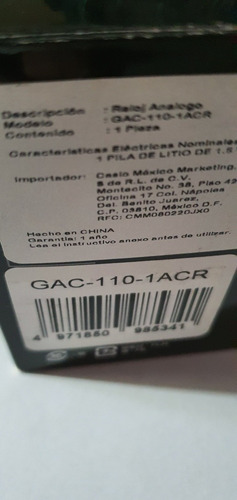 Descripción : Reloj Analogo
Modelo : GAC-110-1ACR
Contenido : 1 Pieza
Características Eléctricas Nominales
1 PILA DE LITIO DE 1.5
Importador: Casio México Marketing,
S de R.L. de C.V.
Montecito No. 38, Piso 42
Oficina 17 Col. Nápoles
Del. Benito Juarez,
C.P. 03810, México D.F.
RFC: CMM080220JK0
Hecho en CHINA
Garantía: 1 año
Lea el instructivo anexo antes de utilizar.
GAC-110-1ACR
4 971850 985341